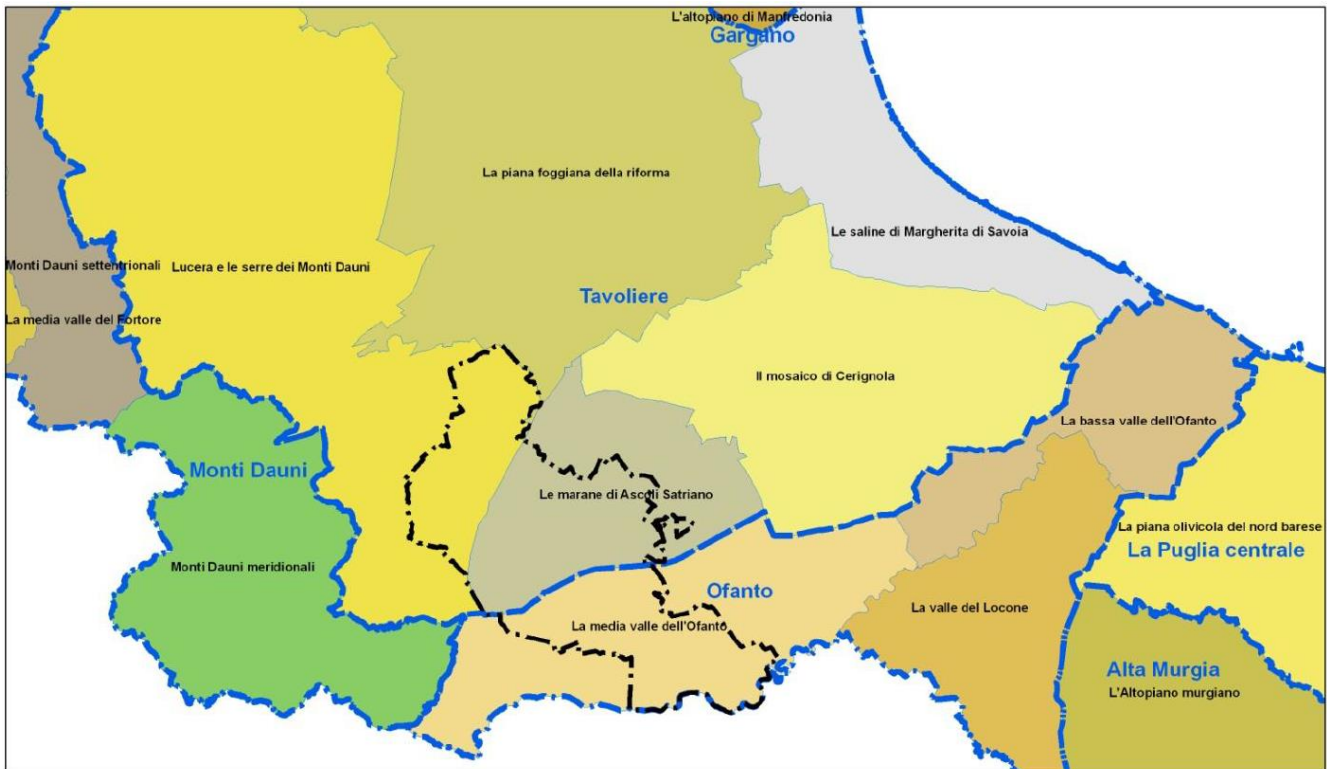 L'altopiano di Manfredonia
Gargano
La piana foggiana della riforma
Le saline di Margherita di Savoia
Monti Dauni settentrionali
Lucera e le serre dei Monti Dauni
Tavoliere
La media valle del Fortore
Il mosaico di Cerignola
La bassa valle dell'Ofanto
Monti Dauni
Le marane di Ascoli Satriano
La piana olivicola del nord barese
La Puglia centrale
Monti Dauni meridionali
Ofanto
La valle del Locone
La media valle dell'Ofanto
Alta Murgia
L'Altopiano murgiano